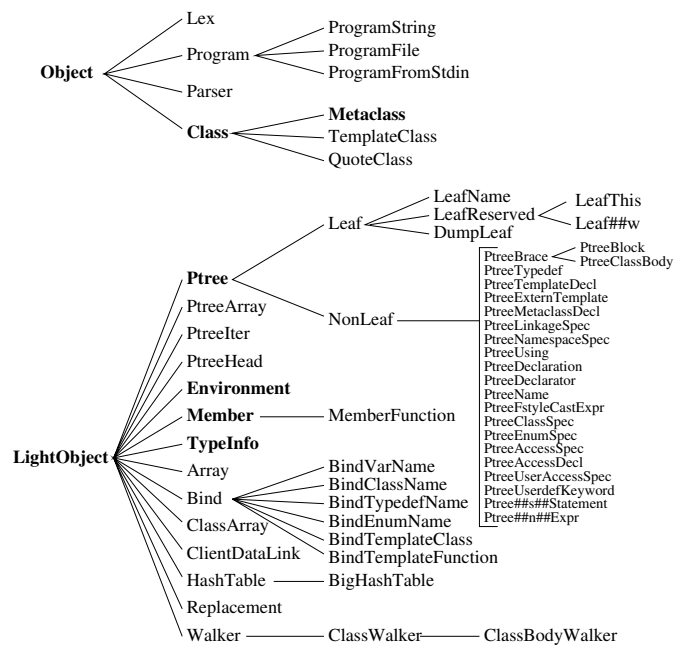 Object
Lex
Program
ProgramString
ProgramFile
ProgramFromStdin
Parser
Class
Metaclass
TemplateClass
QuoteClass
LightObject
Ptree
Leaf
LeafName
LeafReserved
LeafThis
Leaf##w
DumpLeaf
NonLeaf
PtreeBrace
PtreeBlock
PtreeClassBody
PtreeTypedef
PtreeTemplateDecl
PtreeExternTemplate
PtreeMetaclassDecl
PtreeLinkageSpec
PtreeNamespaceSpec
PtreeUsing
PtreeDeclaration
PtreeDeclarator
PtreeName
PtreeFstyleCastExpr
PtreeClassSpec
PtreeEnumSpec
PtreeAccessSpec
PtreeAccessDecl
PtreeUserAccessSpec
PtreeUserdefKeyword
Ptree##s##Statement
Ptree##n##Expr
PtreeArray
PtreeIter
PtreeHead
Environment
Member
MemberFunction
TypeInfo
Array
Bind
BindVarName
BindClassName
BindTypedefName
BindEnumName
BindTemplateClass
BindTemplateFunction
ClassArray
ClientDataLink
HashTable
BigHashTable
Replacement
Walker
ClassWalker
ClassBodyWalker